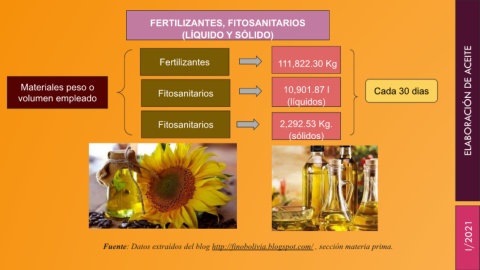 FERTILIZANTES, FITOSANITARIOS
(LÍQUIDO Y SÓLIDO)
Materiales peso o
volumen empleado
Fertilizantes
111,822.30 Kg
Fitosanitarios
10,901.87 l
(líquidos)
Fitosanitarios
2,292.53 Kg.
(sólidos)
Cada 30 dias
ELABORACIÓN DE ACEITE
I/2021
Fuente: Datos extraídos del blog http://finobolivia.blogspot.com/ , sección materia prima.